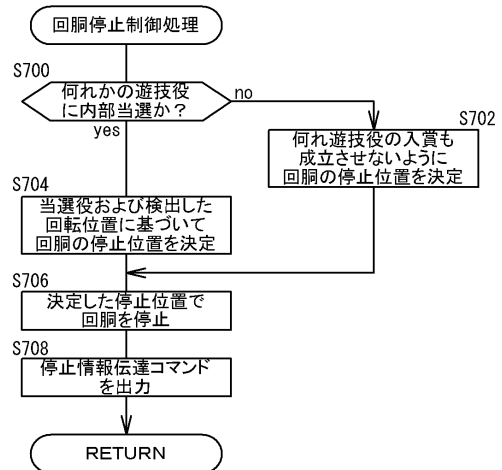 回胴停止制御処理
S700
何れかの遊技役
に内部当選か？
no
yes
S702
何れ遊技役の入賞も
成立させないように
回胴の停止位置を決定
S704
当選役および検出した
回転位置に基づいて
回胴の停止位置を決定
S706
決定した停止位置で
回胴を停止
S708
停止情報伝達コマンド
を出力
RETURN